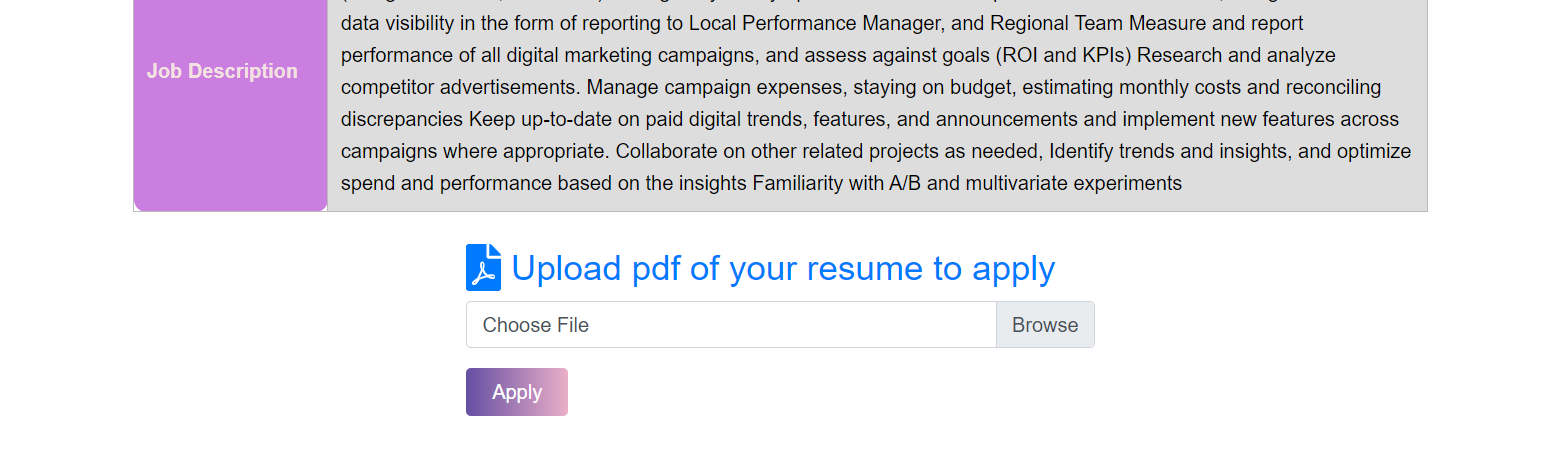 data visibility in the form of reporting to Local Performance Manager, and Regional Team Measure and report
performance of all digital marketing campaigns, and assess against goals (ROI and KPIs) Research and analyze
Job Description
competitor advertisements. Manage campaign expenses, staying on budget, estimating monthly costs and reconciling
discrepancies Keep up-to-date on paid digital trends, features, and announcements and implement new features across
campaigns where appropriate. Collaborate on other related projects as needed, Identify trends and insights, and optimize
spend and performance based on the insights Familiarity with A/B and multivariate experiments
Upload pdf of your resume to apply
Choose File Browse
Apply